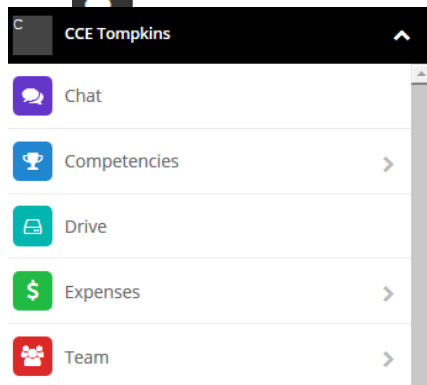 C
CCE Tompkins
Chat
Competencies
Drive
$ Expenses
Team